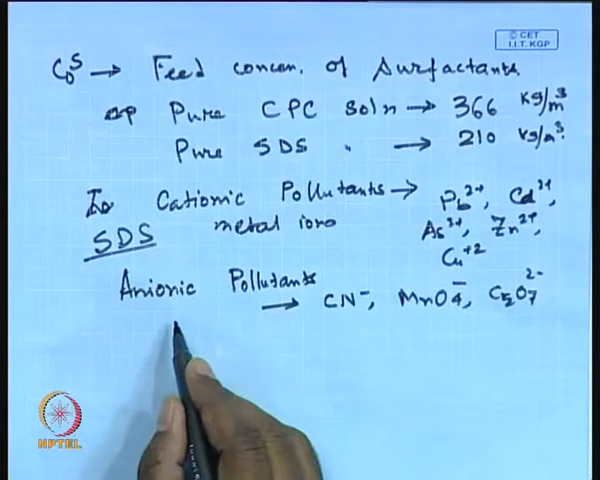 © CET
I.I.T. KGP
C₀ˢ → Feed concen. of Surfactants.
Pure CPC soln → 366 Kg/m³
Pure SDS " → 210 Kg/m³.
Cationic Pollutants → Pb²⁺, Cd²⁺,
SDS metal ions As³⁺, Zn²⁺,
Cu⁺²
Anionic Pollutants
→ CN⁻, MnO4⁻, Cr2O7²⁻
NPTEL